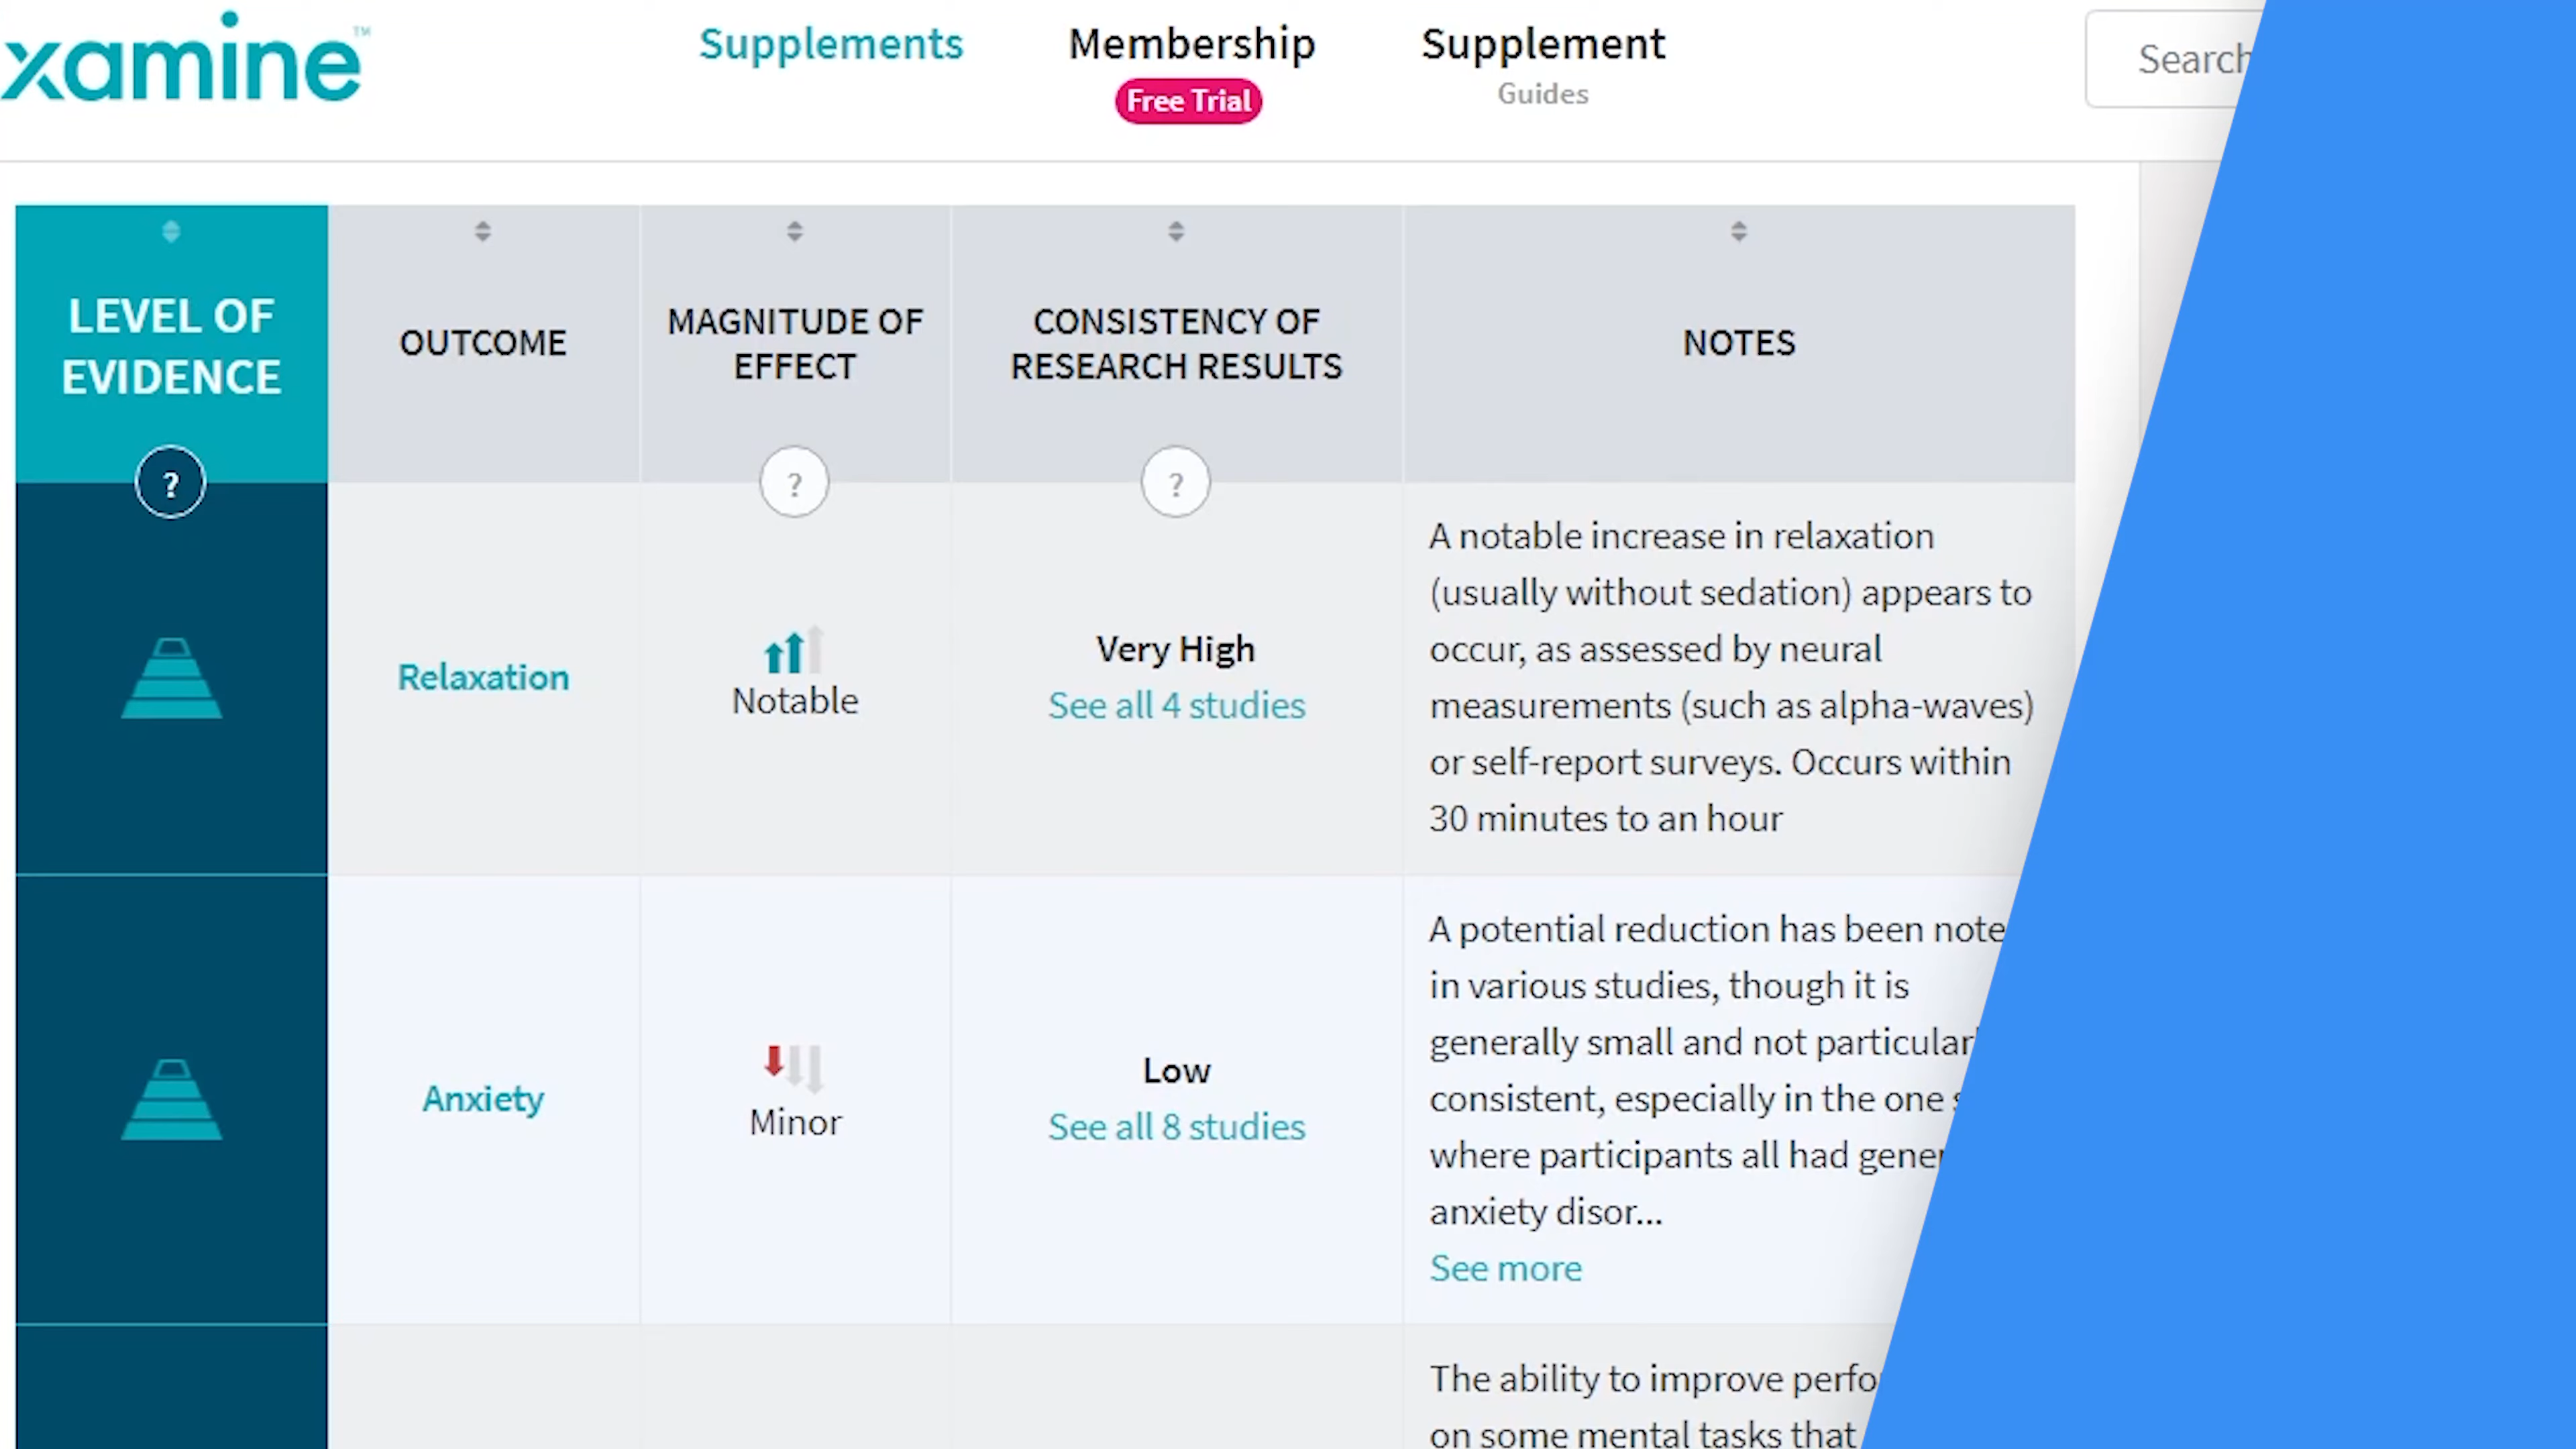 xamine™
Supplements
Membership
Free Trial
Supplement
Guides
Search
LEVEL OF
EVIDENCE
?
OUTCOME
MAGNITUDE OF
EFFECT
?
CONSISTENCY OF
RESEARCH RESULTS
?
NOTES
Relaxation
Notable
Very High
See all 4 studies
A notable increase in relaxation
(usually without sedation) appears to
occur, as assessed by neural
measurements (such as alpha-waves)
or self-report surveys. Occurs within
30 minutes to an hour
Anxiety
Minor
Low
See all 8 studies
A potential reduction has been note
in various studies, though it is
generally small and not particular
consistent, especially in the one
where participants all had gener
anxiety disor...
See more
The ability to improve perfo
on some mental tasks that